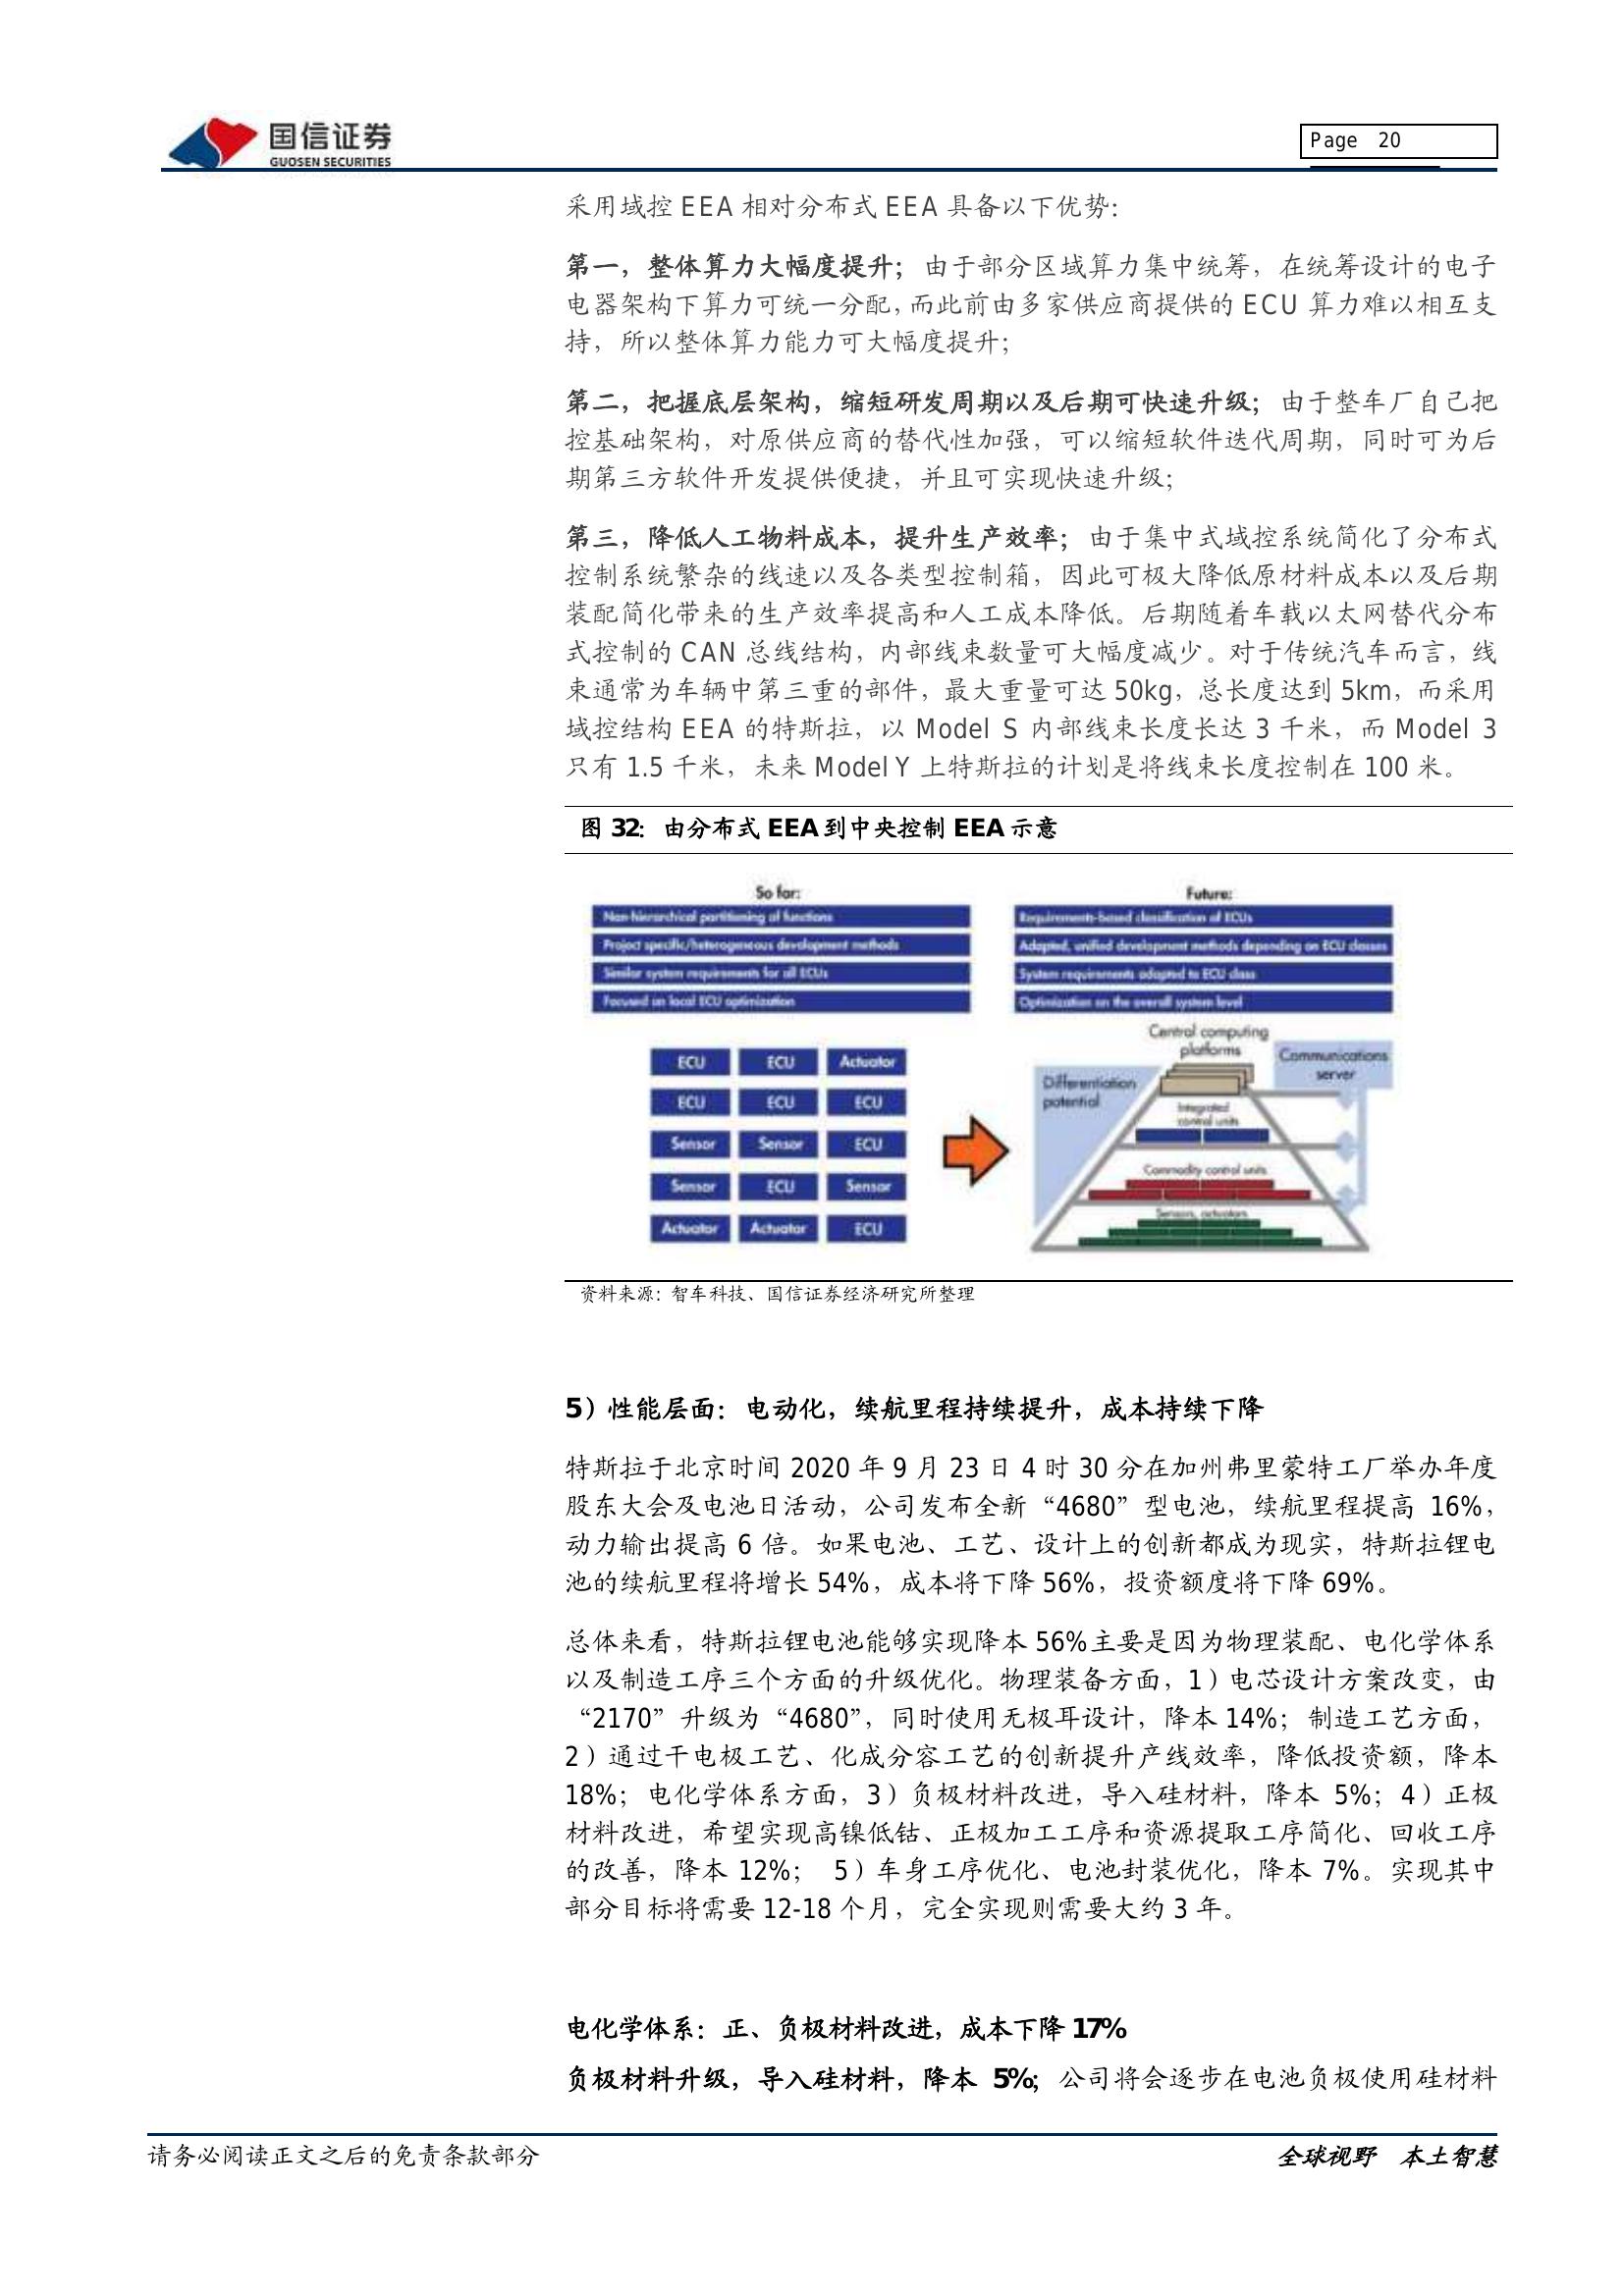 国信证券
GUOSEN SECURITIES
Page 20
采用域控 EEA 相对分布式 EEA 具备以下优势：
第一，整体算力大幅度提升；由于部分区域算力集中统筹，在统筹设计的电子
电器架构下算力可统一分配，而此前由多家供应商提供的 ECU 算力难以相互支
持，所以整体算力能力可大幅度提升；
第二，把握底层架构，缩短研发周期以及后期可快速升级；由于整车厂自己把
控基础架构，对原供应商的替代性加强，可以缩短软件迭代周期，同时可为后
期第三方软件开发提供便捷，并且可实现快速升级；
第三，降低人工物料成本，提升生产效率；由于集中式域控系统简化了分布式
控制系统繁杂的线速以及各类型控制箱，因此可极大降低原材料成本以及后期
装配简化带来的生产效率提高和人工成本降低。后期随着车载以太网替代分布
式控制的 CAN 总线结构，内部线束数量可大幅度减少。对于传统汽车而言，线
束通常为车辆中第三重的部件，最大重量可达 50kg，总长度达到 5km，而采用
域控结构 EEA 的特斯拉，以 Model S 内部线束长度长达 3 千米，而 Model 3
只有 1.5 千米，未来 Model Y 上特斯拉的计划是将线束长度控制在 100 米。
图 32：由分布式 EEA 到中央控制 EEA 示意
So far:
Non-hierarchical partitioning of functions
Project specific/heterogeneous development methods
Similar system requirements for all ECUs
Focused on local ECU optimization
Future:
Requirements-based classification of ECUs
Adapted, unified development methods depending on ECU classes
System requirements adapted to ECU class
Optimization on the overall system level
ECU ECU Actuator
ECU ECU ECU
Sensor Sensor ECU
Sensor ECU Sensor
Actuator Actuator ECU
Central computing
platforms
Communications
server
Differentiation
potential
Integrated
control units
Commodity control units
Sensors, actuators
资料来源：智车科技、国信证券经济研究所整理
5）性能层面：电动化，续航里程持续提升，成本持续下降
特斯拉于北京时间 2020 年 9 月 23 日 4 时 30 分在加州弗里蒙特工厂举办年度
股东大会及电池日活动，公司发布全新“4680”型电池，续航里程提高 16%，
动力输出提高 6 倍。如果电池、工艺、设计上的创新都成为现实，特斯拉锂电
池的续航里程将增长 54%，成本将下降 56%，投资额度将下降 69%。
总体来看，特斯拉锂电池能够实现降本 56%主要是因为物理装配、电化学体系
以及制造工序三个方面的升级优化。物理装备方面，1）电芯设计方案改变，由
“2170”升级为“4680”，同时使用无极耳设计，降本 14%；制造工艺方面，
2）通过干电极工艺、化成分容工艺的创新提升产线效率，降低投资额，降本
18%；电化学体系方面，3）负极材料改进，导入硅材料，降本 5%；4）正极
材料改进，希望实现高镍低钴、正极加工工序和资源提取工序简化、回收工序
的改善，降本 12%； 5）车身工序优化、电池封装优化，降本 7%。实现其中
部分目标将需要 12-18 个月，完全实现则需要大约 3 年。
电化学体系：正、负极材料改进，成本下降 17%
负极材料升级，导入硅材料，降本 5%；公司将会逐步在电池负极使用硅材料
请务必阅读正文之后的免责条款部分
全球视野 本土智慧